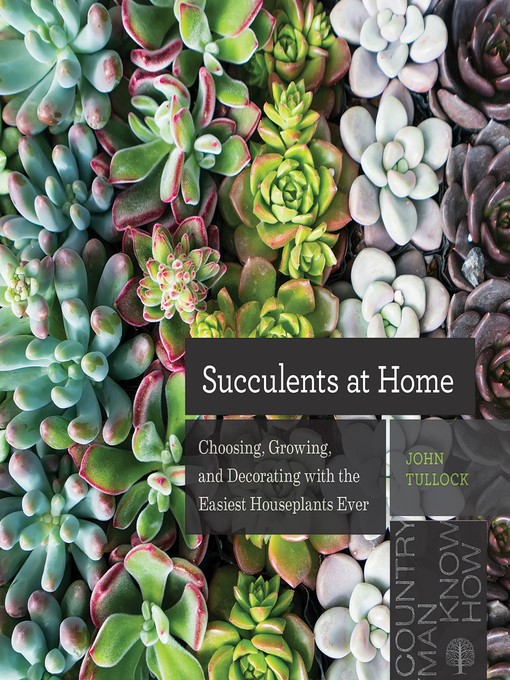 Succulents at Home
Choosing, Growing,
and Decorating with the
Easiest Houseplants Ever
JOHN
TULLOCK
COUNTRY
MAN
KNOW
HOW